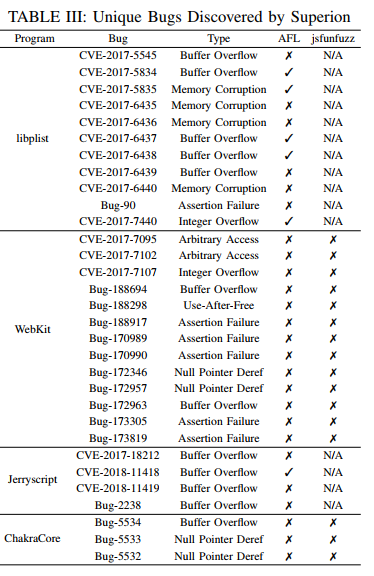 TABLE III: Unique Bugs Discovered by Superion
Program Bug Type AFL jsfunfuzz
libplist
CVE-2017-5545 Buffer Overflow ✗ N/A
CVE-2017-5834 Buffer Overflow ✓ N/A
CVE-2017-5835 Memory Corruption ✓ N/A
CVE-2017-6435 Memory Corruption ✗ N/A
CVE-2017-6436 Memory Corruption ✗ N/A
CVE-2017-6437 Buffer Overflow ✓ N/A
CVE-2017-6438 Buffer Overflow ✓ N/A
CVE-2017-6439 Buffer Overflow ✗ N/A
CVE-2017-6440 Memory Corruption ✗ N/A
Bug-90 Assertion Failure ✗ N/A
CVE-2017-7440 Integer Overflow ✓ N/A
WebKit
CVE-2017-7095 Arbitrary Access ✗ ✗
CVE-2017-7102 Arbitrary Access ✗ ✗
CVE-2017-7107 Integer Overflow ✗ ✗
Bug-188694 Buffer Overflow ✗ ✗
Bug-188298 Use-After-Free ✗ ✗
Bug-188917 Assertion Failure ✗ ✗
Bug-170989 Assertion Failure ✗ ✗
Bug-170990 Assertion Failure ✗ ✗
Bug-172346 Null Pointer Deref ✗ ✗
Bug-172957 Null Pointer Deref ✗ ✗
Bug-172963 Buffer Overflow ✗ ✗
Bug-173305 Assertion Failure ✗ ✗
Bug-173819 Assertion Failure ✗ ✗
Jerryscript
CVE-2017-18212 Buffer Overflow ✗ N/A
CVE-2018-11418 Buffer Overflow ✓ N/A
CVE-2018-11419 Buffer Overflow ✗ N/A
Bug-2238 Buffer Overflow ✗ N/A
ChakraCore
Bug-5534 Buffer Overflow ✗ ✗
Bug-5533 Null Pointer Deref ✗ ✗
Bug-5532 Null Pointer Deref ✗ ✗